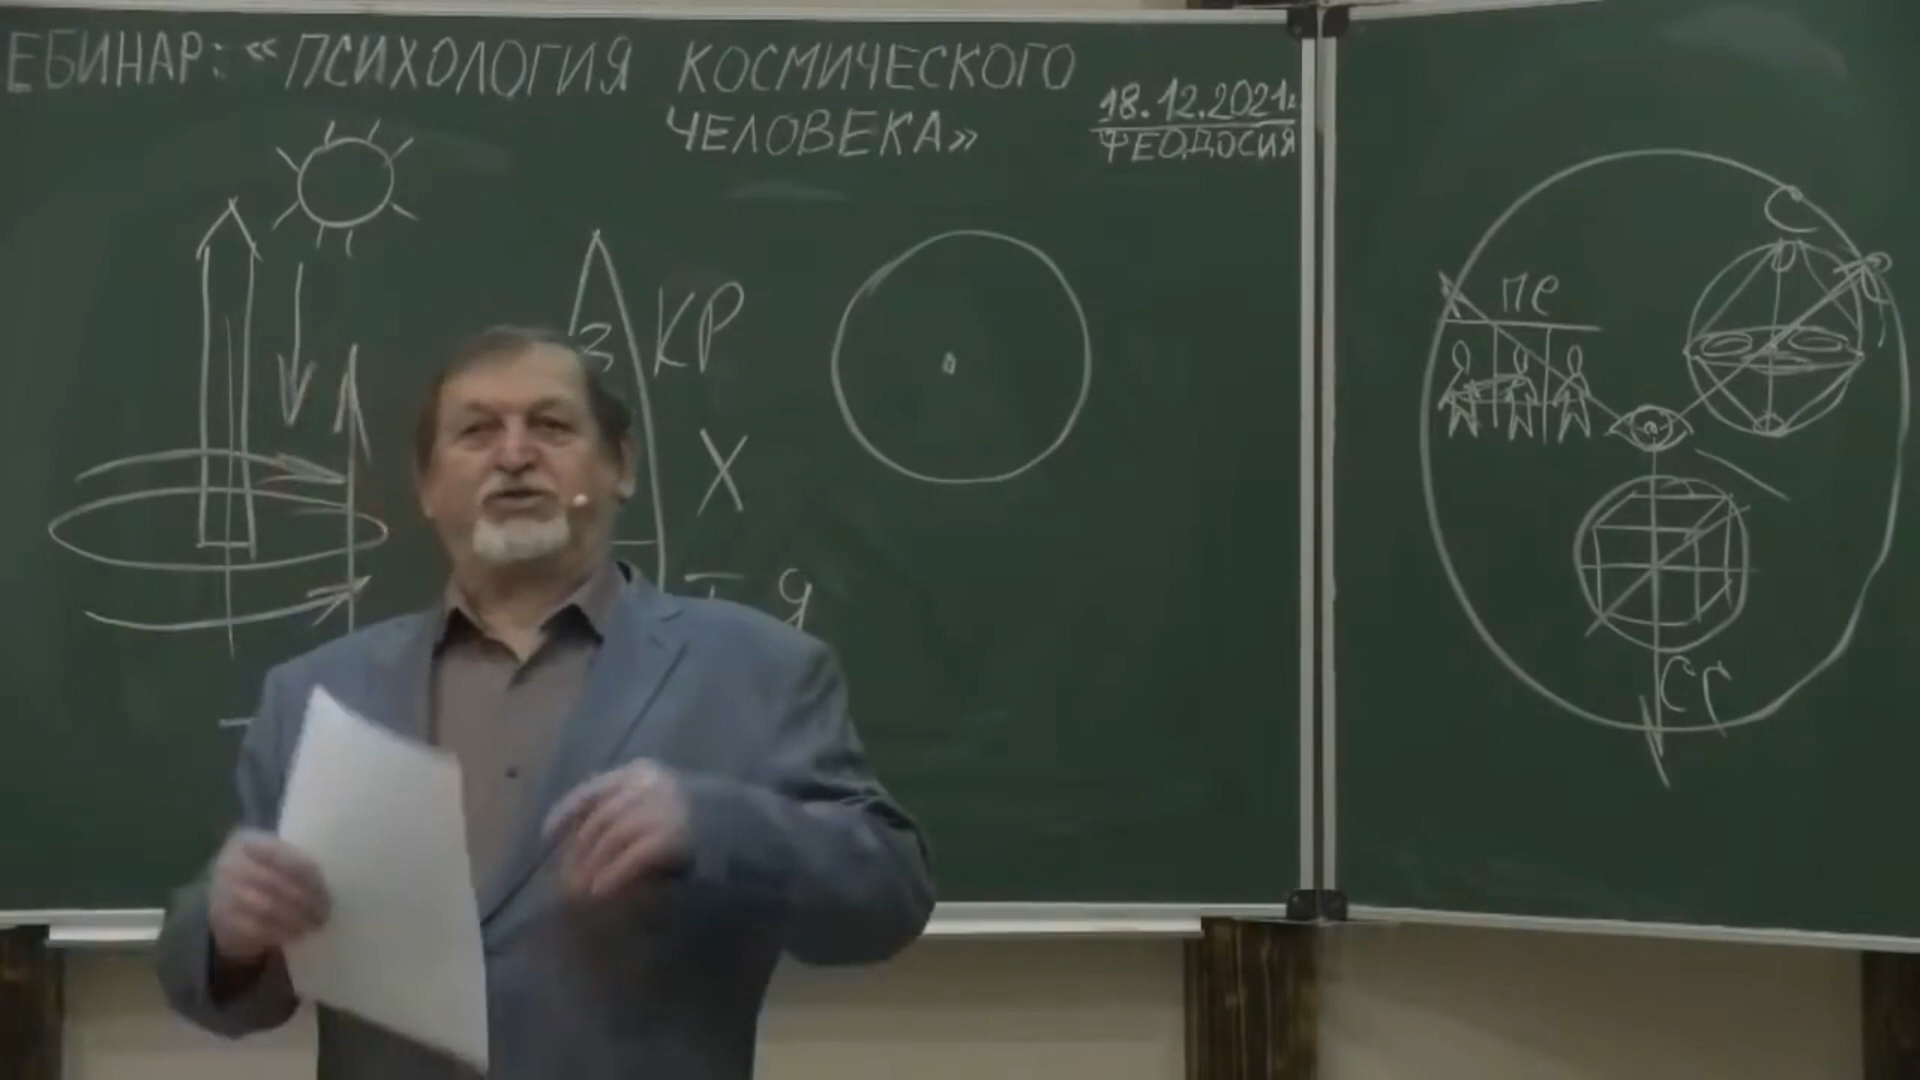 ЕБИНАР: «ПСИХОЛОГИЯ КОСМИЧЕСКОГО
ЧЕЛОВЕКА»
18.12.2021г.
ФЕОДОСИЯ
З
КР
Х
Я
пе
С
СГ